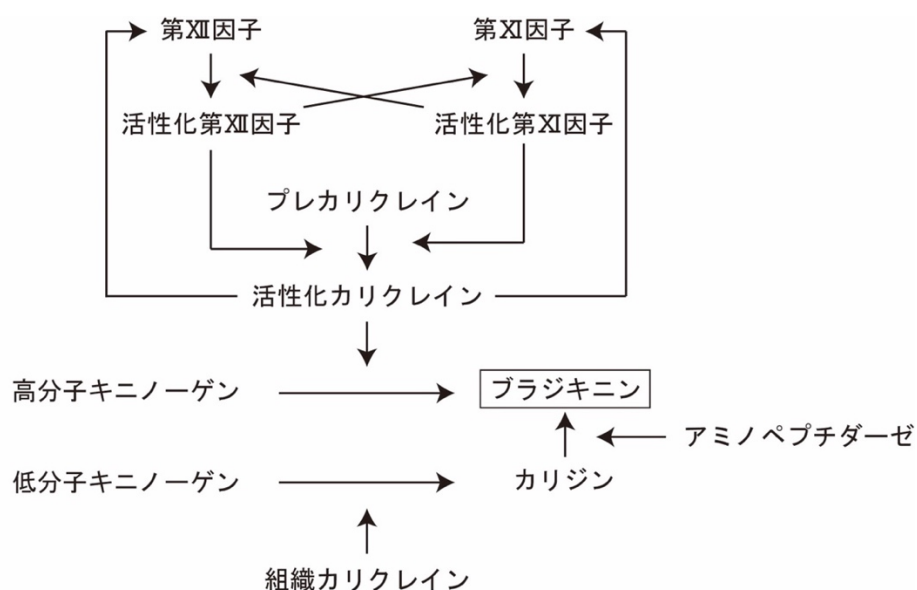 第Ⅻ因子 第Ⅺ因子
活性化第Ⅻ因子 活性化第Ⅺ因子
プレカリクレイン
活性化カリクレイン
高分子キニノーゲン ブラジキニン
アミノペプチダーゼ
低分子キニノーゲン カリジン
組織カリクレイン